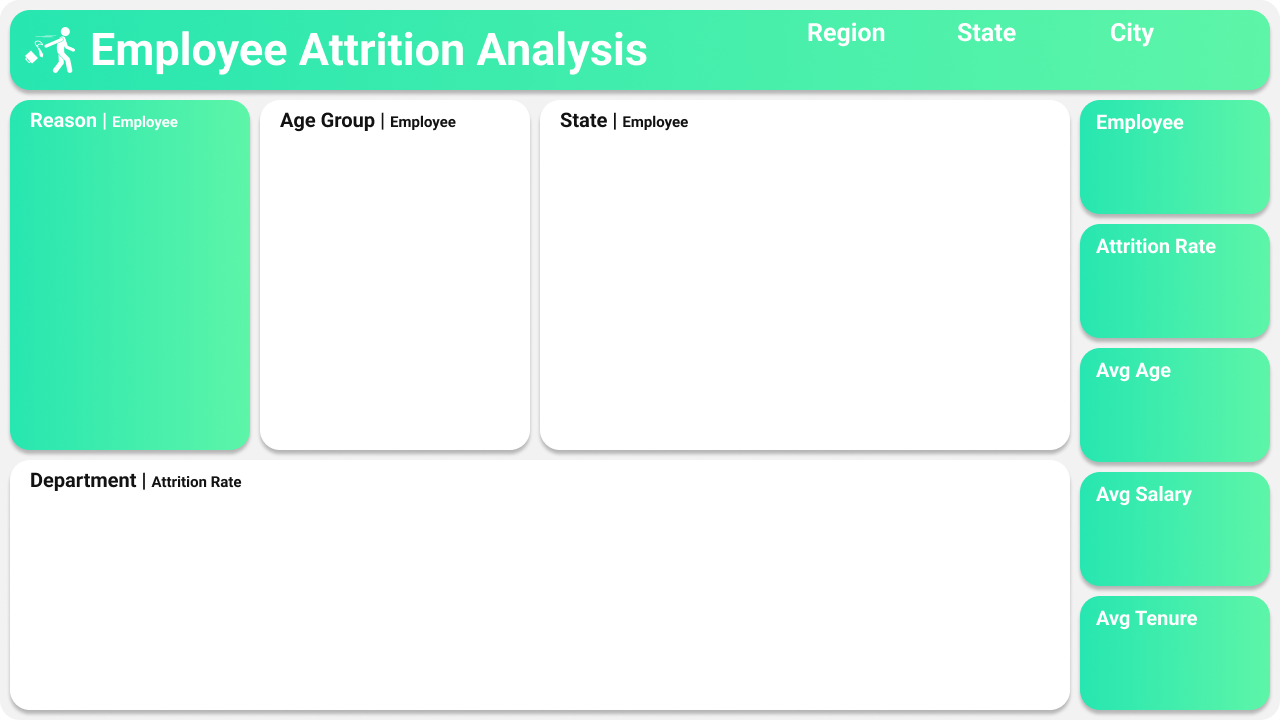 Employee Attrition Analysis
Region
State
City
Reason | Employee
Age Group | Employee
State | Employee
Employee
Attrition Rate
Avg Age
Department | Attrition Rate
Avg Salary
Avg Tenure